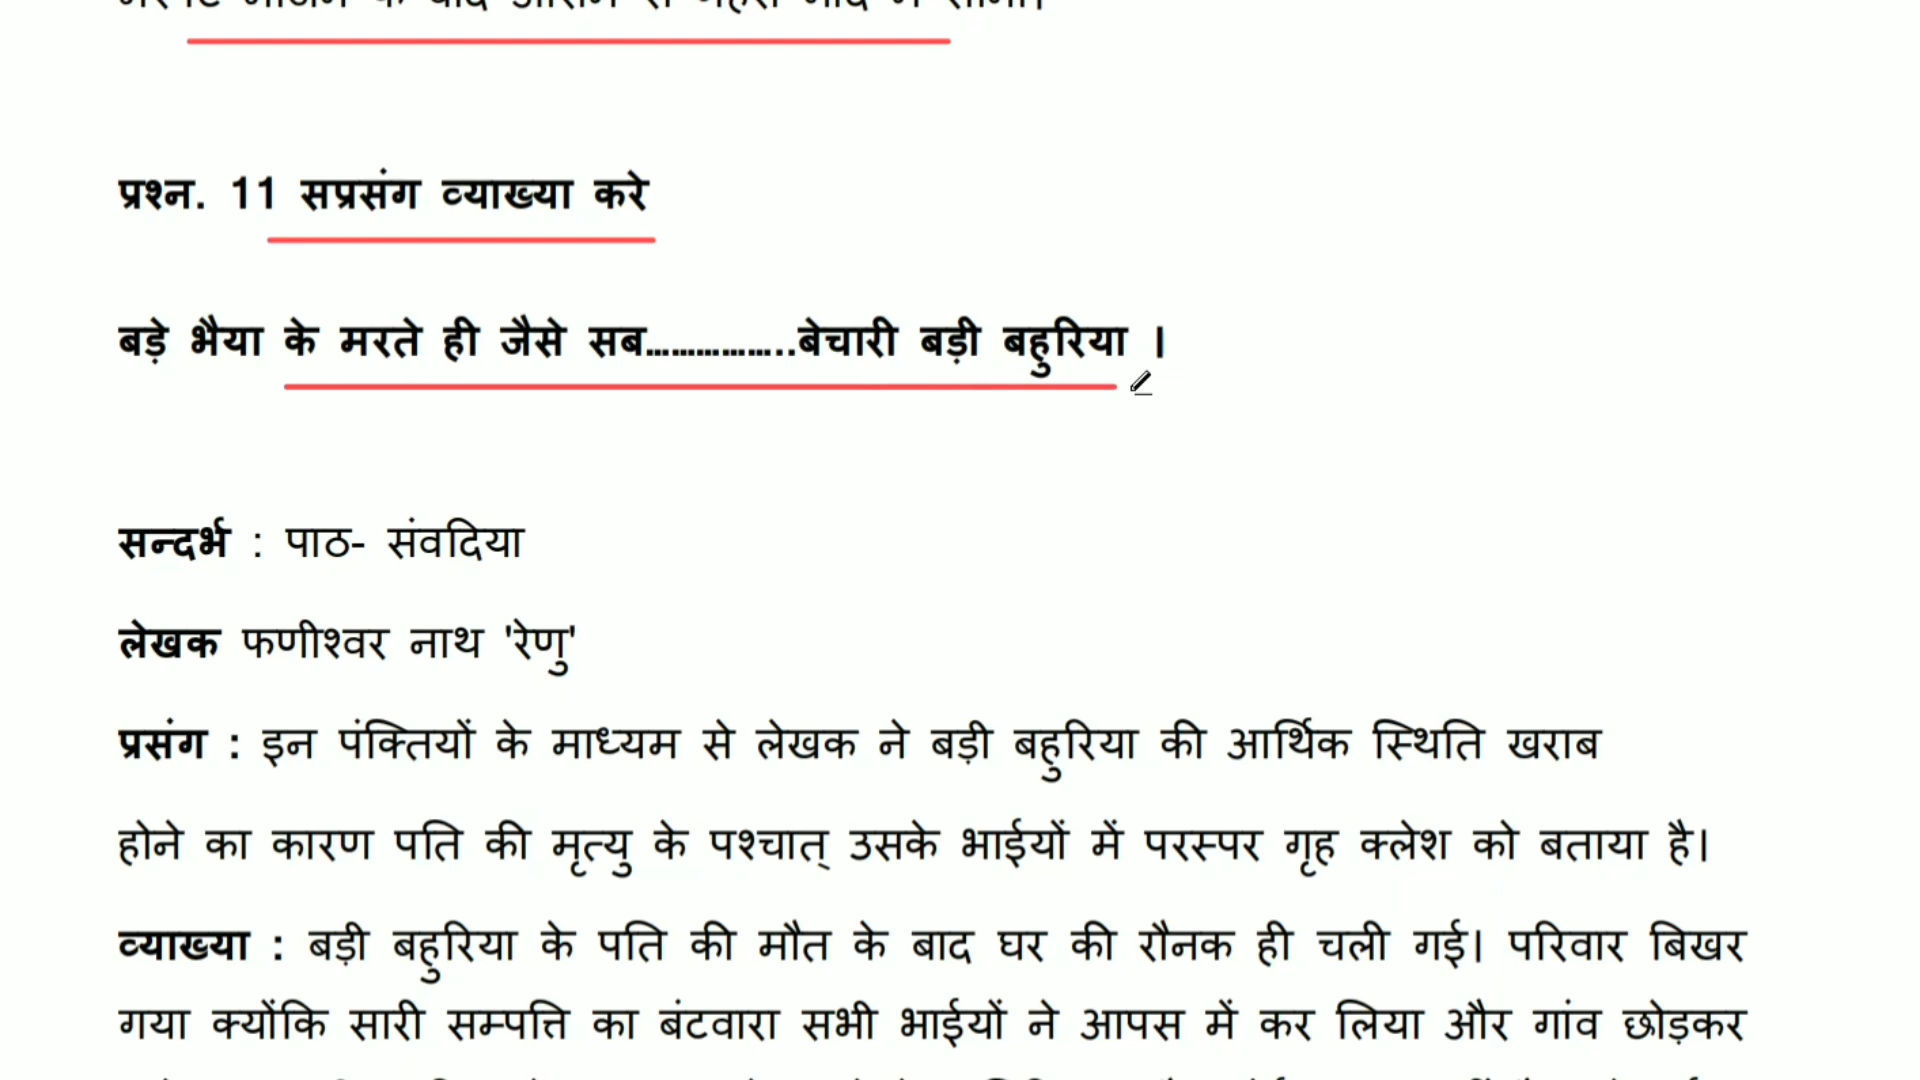 प्रश्न. 11 सप्रसंग व्याख्या करे
बड़े भैया के मरते ही जैसे सब……………..बेचारी बड़ी बहुरिया ।
सन्दर्भ : पाठ- संवदिया
लेखक फणीश्वर नाथ 'रेणु'
प्रसंग : इन पंक्तियों के माध्यम से लेखक ने बड़ी बहुरिया की आर्थिक स्थिति खराब
होने का कारण पति की मृत्यु के पश्चात् उसके भाईयों में परस्पर गृह क्लेश को बताया है।
व्याख्या : बड़ी बहुरिया के पति की मौत के बाद घर की रौनक ही चली गई। परिवार बिखर
गया क्योंकि सारी सम्पत्ति का बंटवारा सभी भाईयों ने आपस में कर लिया और गांव छोड़कर